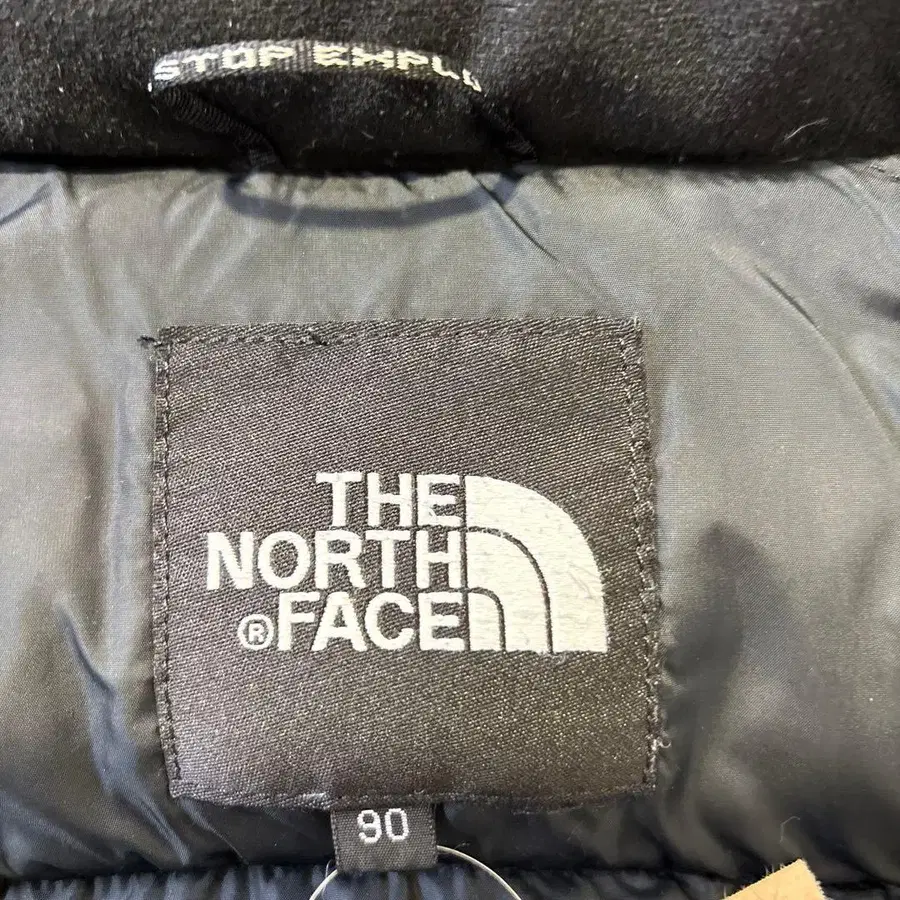 STOP EXPLO
THE
NORTH
®FACE
90